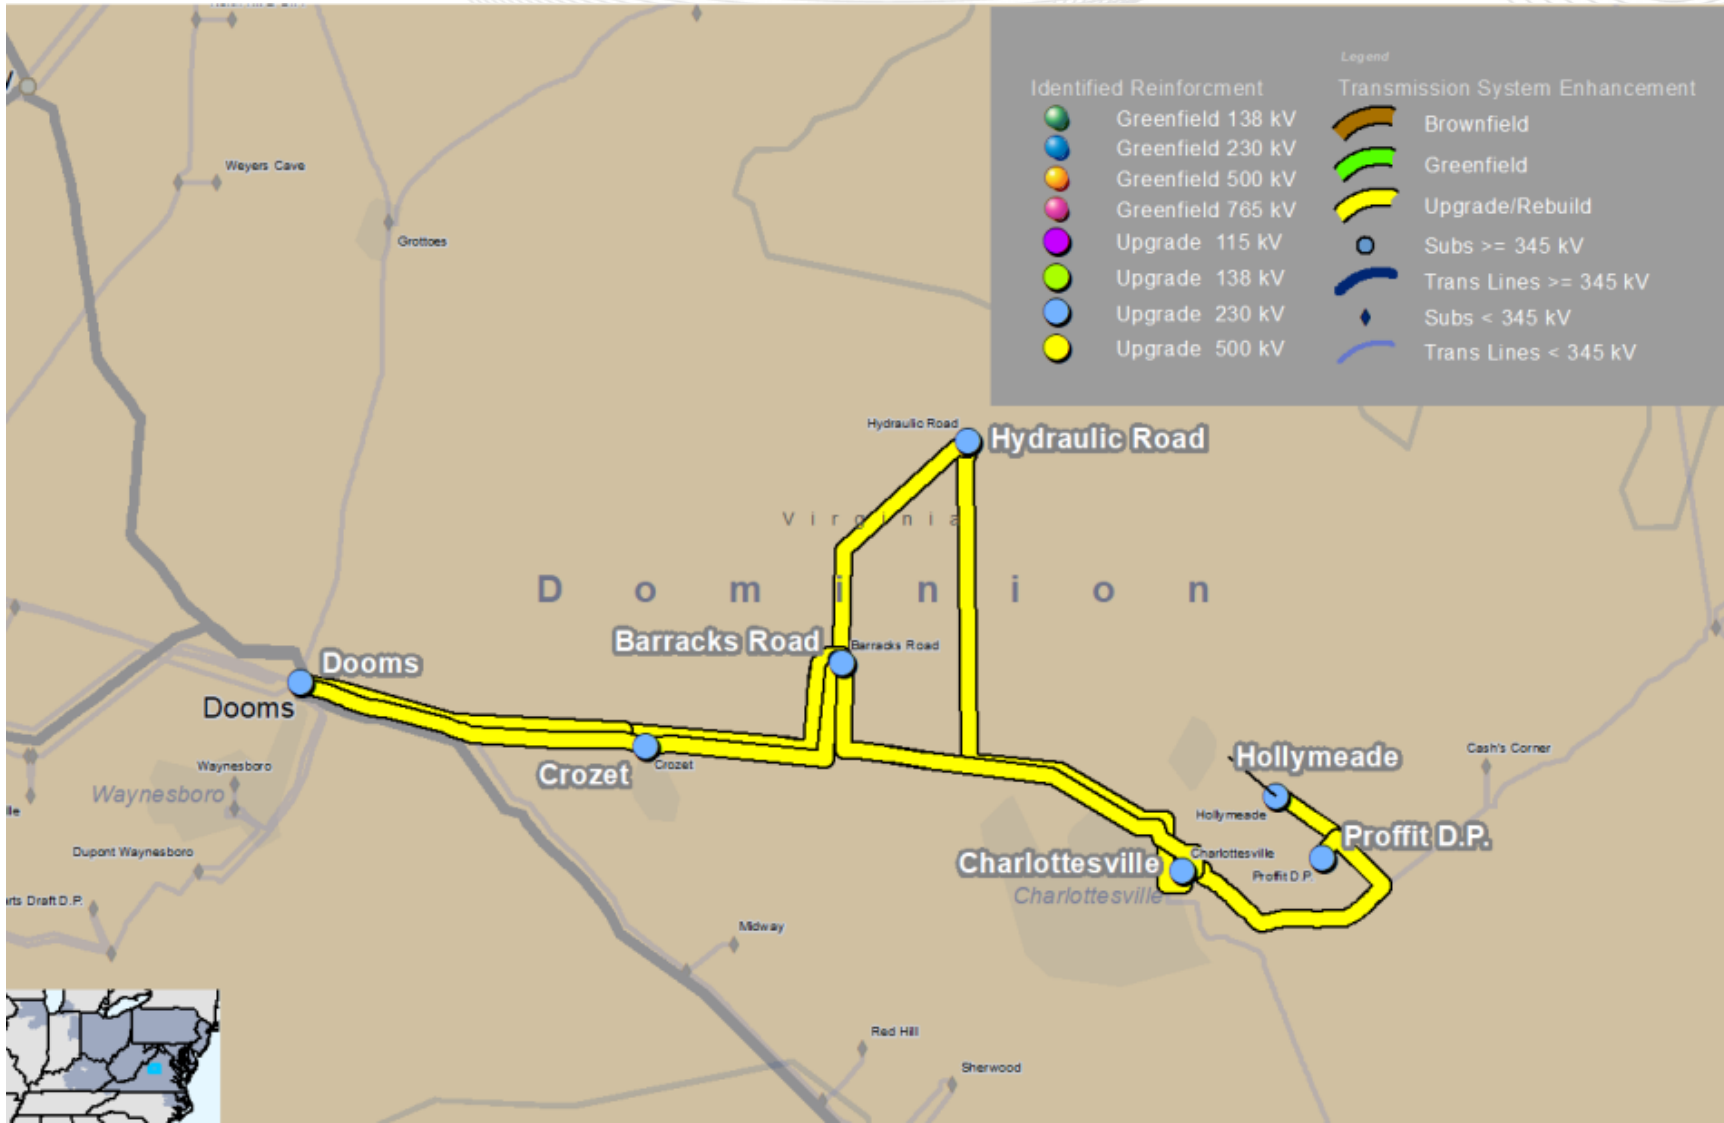 Legend
Identified Reinforcment
Transmission System Enhancement
Greenfield 138 kV
Brownfield
Greenfield 230 kV
Greenfield
Greenfield 500 kV
Upgrade/Rebuild
Greenfield 765 kV
Subs >= 345 kV
Upgrade 115 kV
Trans Lines >= 345 kV
Upgrade 138 kV
Subs < 345 kV
Upgrade 230 kV
Trans Lines < 345 kV
Upgrade 500 kV
Weyers Cave
Grottoes
Hydraulic Road
Hydraulic Road
Virginia
Dominion
Barracks Road
Barracks Road
Dooms
Dooms
Crozet
Crozet
Waynesboro
Waynesboro
Hollymeade
Hollymeade
Cash's Corner
Proffit D.P.
Proffit D.P.
Charlottesville
Charlottesville
Charlottesville
lle
Dupont Waynesboro
rts Draft D.P.
Midway
Red Hill
Sherwood